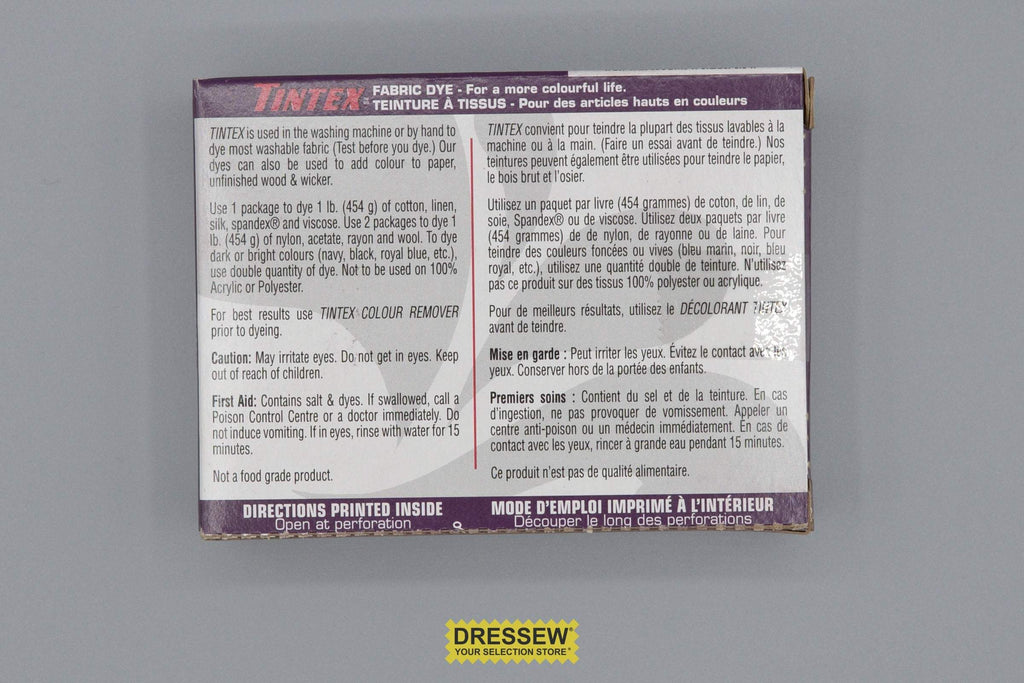 TINTEX FABRIC DYE - For a more colourful life.
TEINTURE À TISSUS - Pour des articles hauts en couleurs
TINTEX is used in the washing machine or by hand to
dye most washable fabric (Test before you dye.) Our
dyes can also be used to add colour to paper,
unfinished wood & wicker.
Use 1 package to dye 1 lb. (454 g) of cotton, linen,
silk, spandex® and viscose. Use 2 packages to dye 1
lb. (454 g) of nylon, acetate, rayon and wool. To dye
dark or bright colours (navy, black, royal blue, etc.),
use double quantity of dye. Not to be used on 100%
Acrylic or Polyester.
For best results use TINTEX COLOUR REMOVER
prior to dyeing.
Caution: May irritate eyes. Do not get in eyes. Keep
out of reach of children.
First Aid: Contains salt & dyes. If swallowed, call a
Poison Control Centre or a doctor immediately. Do
not induce vomiting. If in eyes, rinse with water for 15
minutes.
Not a food grade product.
TINTEX convient pour teindre la plupart des tissus lavables à la
machine ou à la main. (Faire un essai avant de teindre.) Nos
teintures peuvent également être utilisées pour teindre le papier,
le bois brut et l'osier.
Utilisez un paquet par livre (454 grammes) de coton, de lin, de
soie, Spandex® ou de viscose. Utilisez deux paquets par livre
(454 grammes) de de nylon, de rayonne ou de laine. Pour
teindre des couleurs foncées ou vives (bleu marin, noir, bleu
royal, etc.), utilisez une quantité double de teinture. N'utilisez
pas ce produit sur des tissus 100% polyester ou acrylique.
Pour de meilleurs résultats, utilisez le DÉCOLORANT TINTEX
avant de teindre.
Mise en garde : Peut irriter les yeux. Évitez le contact avec les
yeux. Conserver hors de la portée des enfants.
Premiers soins : Contient du sel et de la teinture. En cas
d'ingestion, ne pas provoquer de vomissement. Appeler un
centre anti-poison ou un médecin immédiatement. En cas de
contact avec les yeux, rincer à grande eau pendant 15 minutes.
Ce produit n'est pas de qualité alimentaire.
DIRECTIONS PRINTED INSIDE
Open at perforation
MODE D'EMPLOI IMPRIMÉ À L'INTÉRIEUR
Découper le long des perforations
DRESSEW®
YOUR SELECTION STORE®